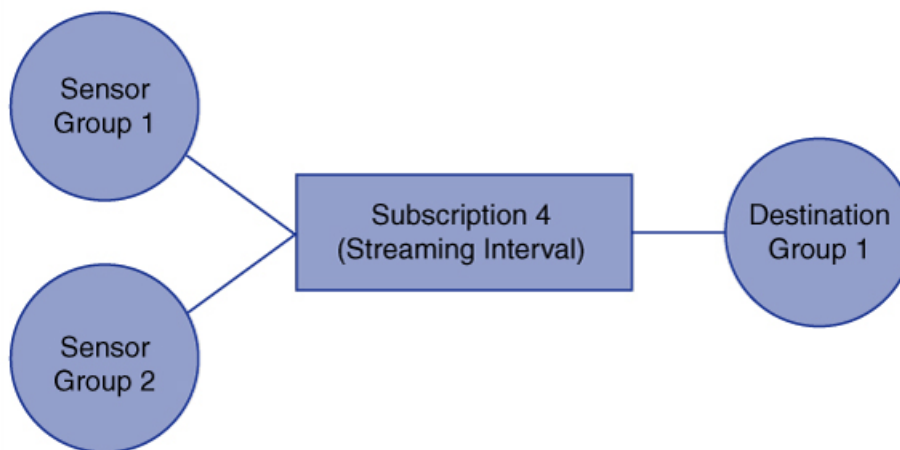 Sensor
Group 1
Subscription 4
(Streaming Interval)
Destination
Group 1
Sensor
Group 2